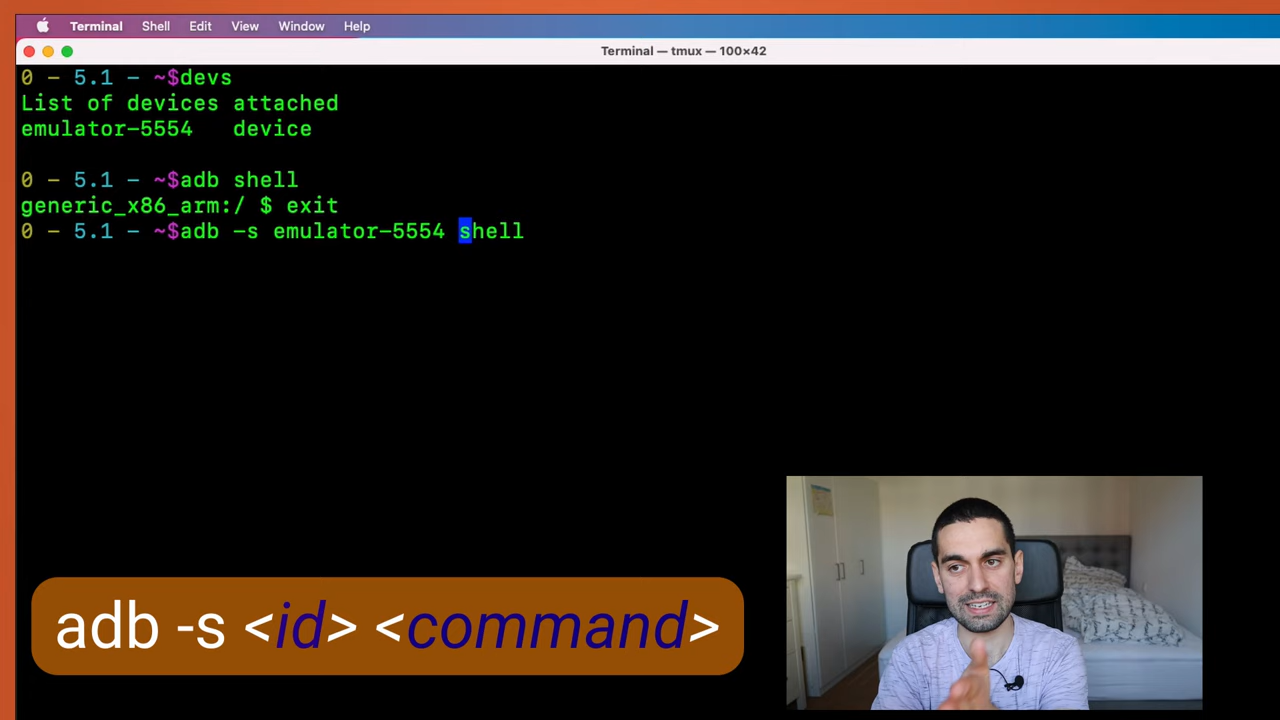 Terminal Shell Edit View Window Help
Terminal — tmux — 100×42
0 - 5.1 - ~$devs
List of devices attached
emulator-5554 device
0 - 5.1 - ~$adb shell
generic_x86_arm:/ $ exit
0 - 5.1 - ~$adb -s emulator-5554 shell
adb -s <id> <command>